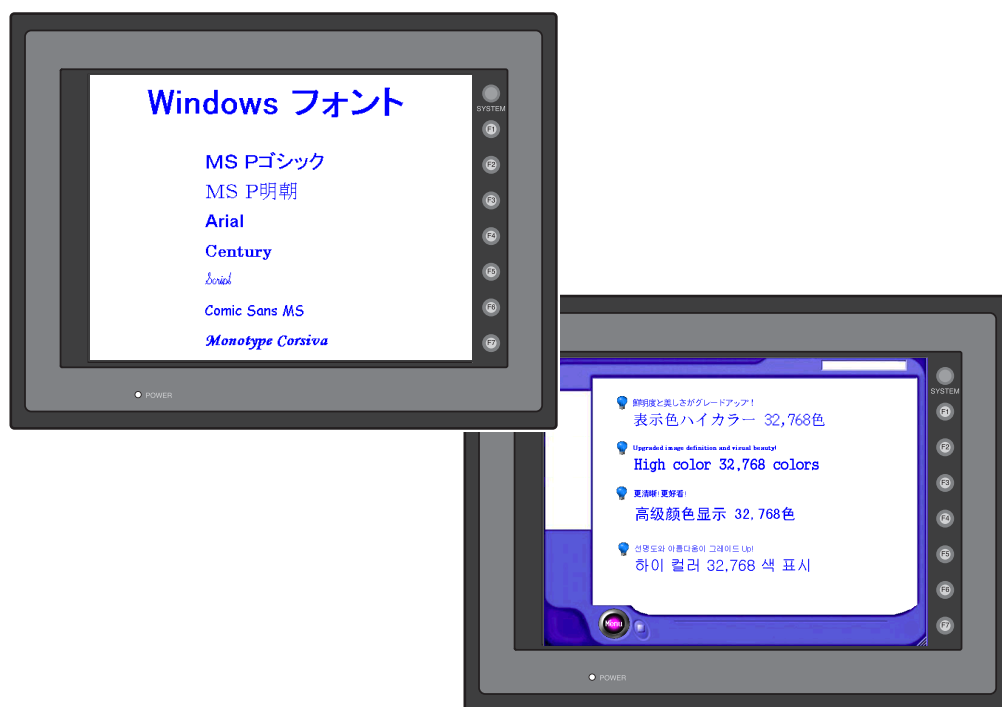 Windows フォント
MS Pゴシック
MS P明朝
Arial
Century
Script
Comic Sans MS
Monotype Corsiva
SYSTEM
F1
F2
F3
F4
F5
F6
F7
POWER
鮮明度と美しさがグレードアップ！
表示色ハイカラー 32,768色
Upgraded image definition and visual beauty!
High color 32,768 colors
更清晰！更好看！
高级颜色显示 32,768色
선명도와 아름다움이 그레이드 Up!
하이 컬러 32,768 색 표시
Menu
SYSTEM
F1
F2
F3
F4
F5
F6
F7
POWER